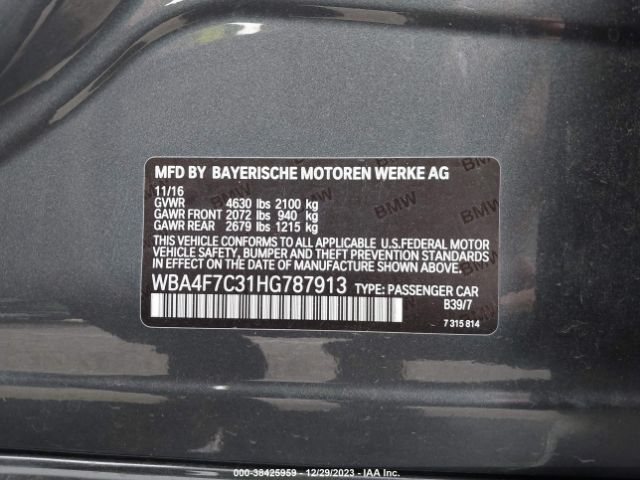 MFD BY BAYERISCHE MOTOREN WERKE AG
11/16
GVWR 4630 lbs 2100 kg
GAWR FRONT 2072 lbs 940 kg
GAWR REAR 2679 lbs 1215 kg
THIS VEHICLE CONFORMS TO ALL APPLICABLE U.S.FEDERAL MOTOR
VEHICLE SAFETY, BUMPER, AND THEFT PREVENTION STANDARDS
IN EFFECT ON THE DATE OF MANUFACTURE SHOWN ABOVE.
WBA4F7C31HG787913 TYPE: PASSENGER CAR
B39/7
7 315 814
000-38425959 - 12/29/2023 - IAA Inc.